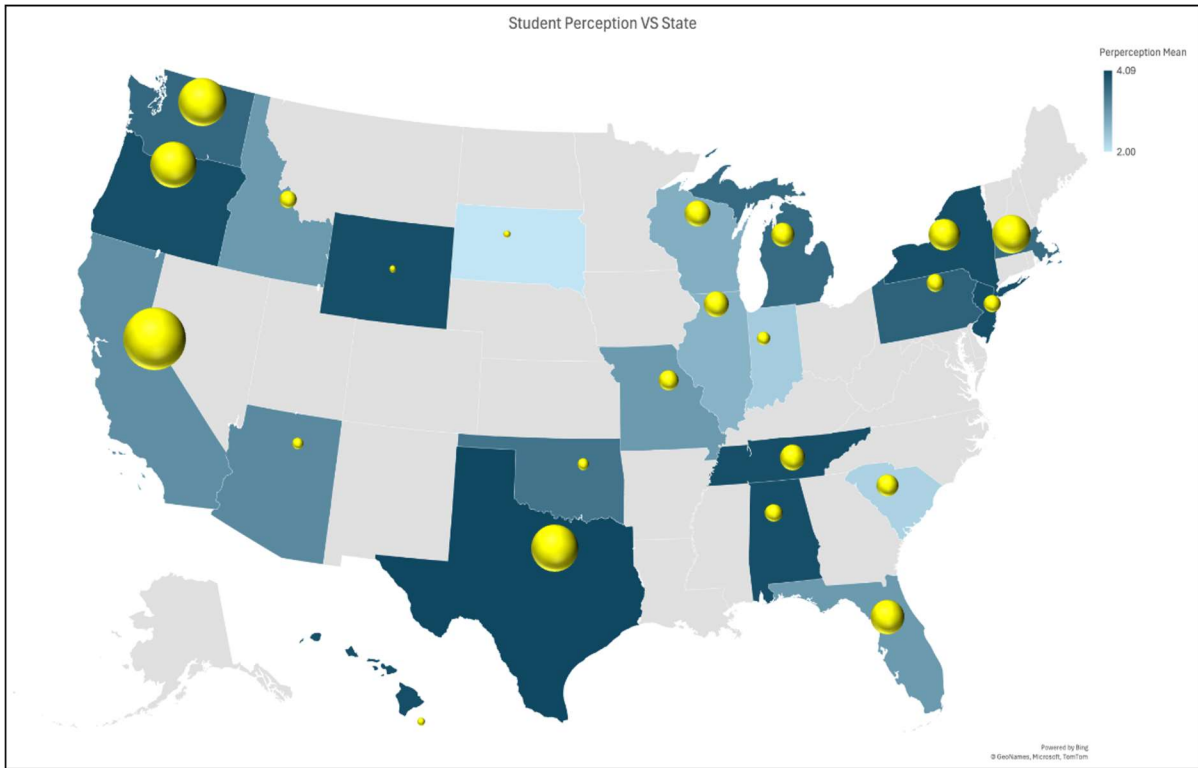 Student Perception VS State
Perperception Mean
4.09
2.00
Powered by Bing
© GeoNames, Microsoft, TomTom